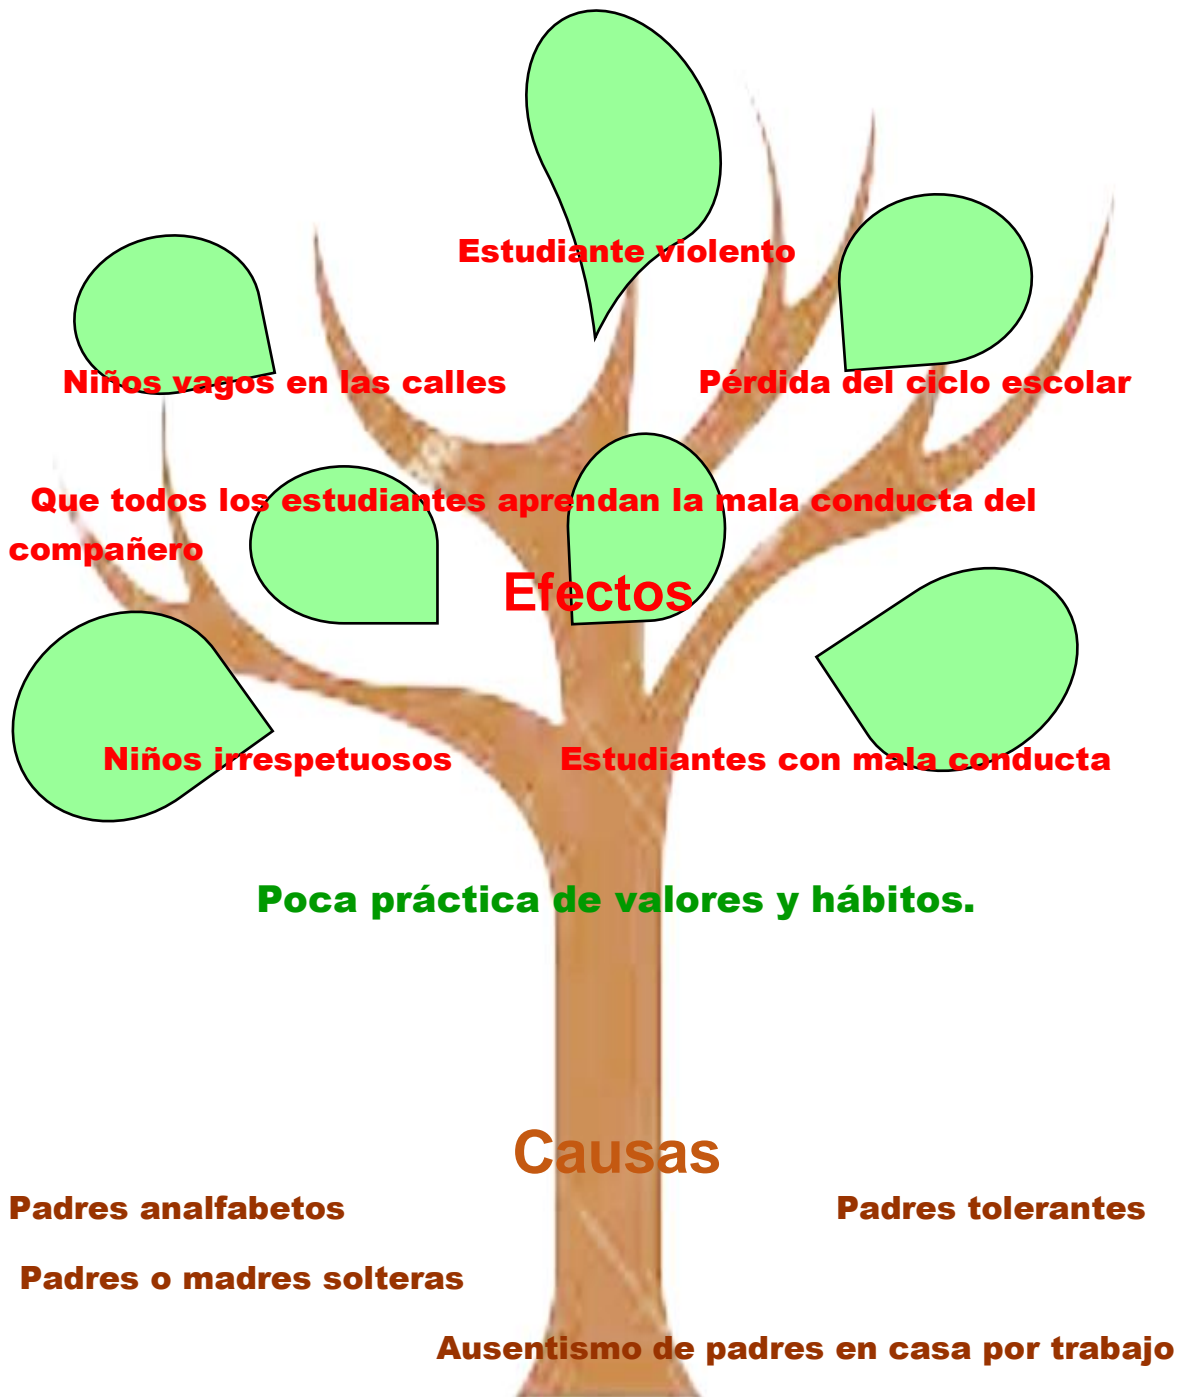 Estudiante violento
Niños vagos en las calles
Pérdida del ciclo escolar
Que todos los estudiantes aprendan la mala conducta del
compañero
Efectos
Niños irrespetuosos
Estudiantes con mala conducta
Poca práctica de valores y hábitos.
Causas
Padres analfabetos
Padres tolerantes
Padres o madres solteras
Ausentismo de padres en casa por trabajo